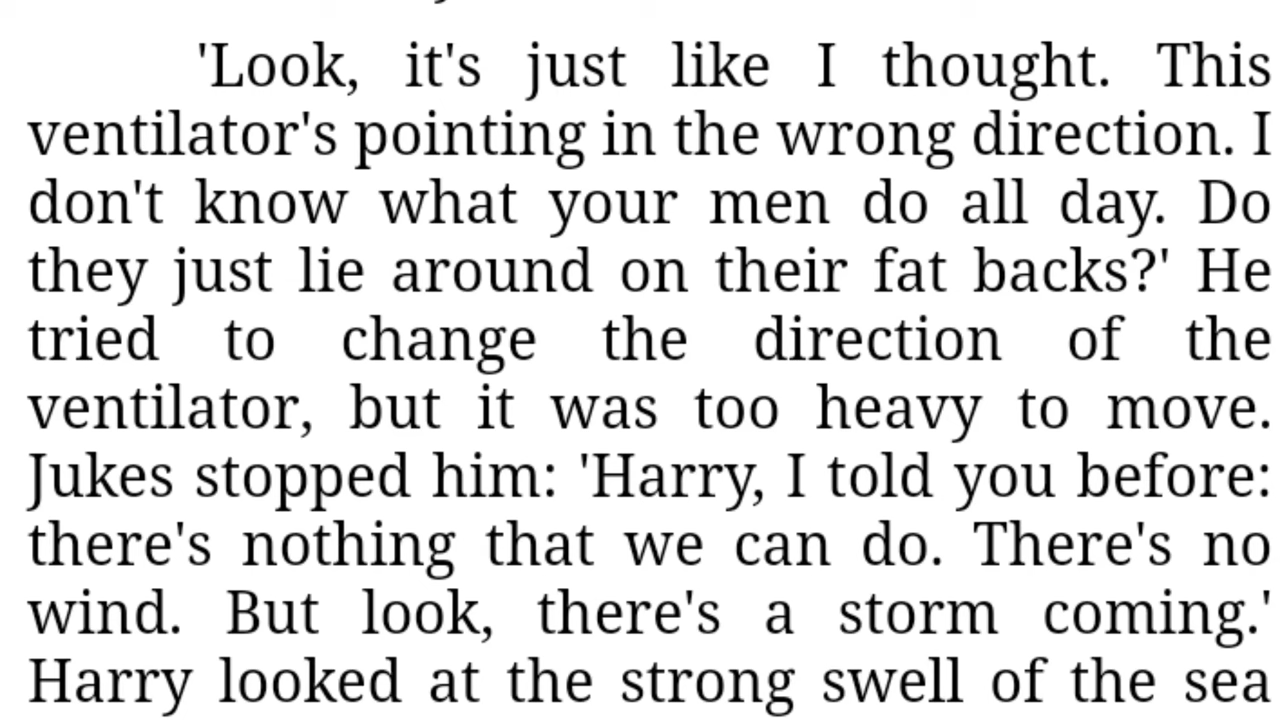 'Look, it's just like I thought. This
ventilator's pointing in the wrong direction. I
don't know what your men do all day. Do
they just lie around on their fat backs?' He
tried to change the direction of the
ventilator, but it was too heavy to move.
Jukes stopped him: 'Harry, I told you before:
there's nothing that we can do. There's no
wind. But look, there's a storm coming.'
Harry looked at the strong swell of the sea